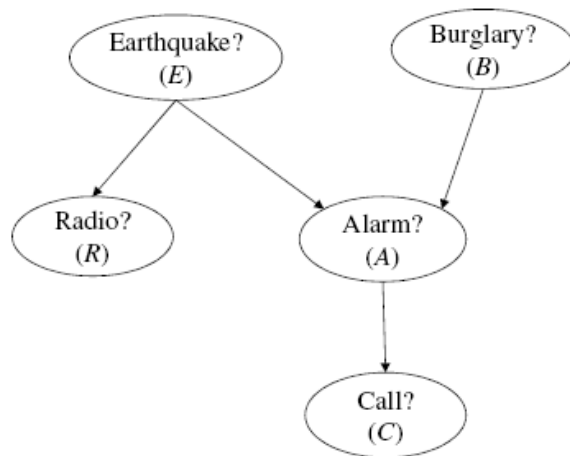 Earthquake?
(E)
Burglary?
(B)
Radio?
(R)
Alarm?
(A)
Call?
(C)